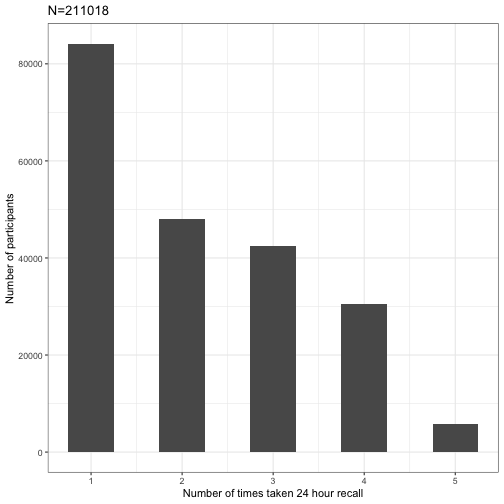 N=211018
Number of participants
80000
60000
40000
20000
0
1 2 3 4 5
Number of times taken 24 hour recall